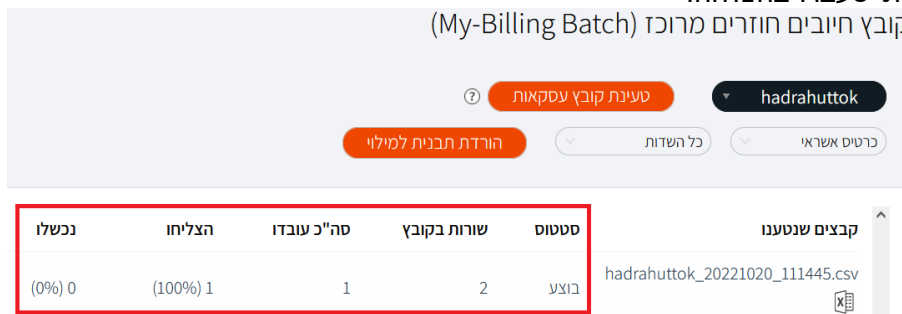 קובץ חיובים חוזרים מרוכז (My-Billing Batch)
hadrahuttok טעינת קובץ עסקאות ?
כרטיס אשראי כל השדות הורדת תבנית למילוי
קבצים שנטענו סטטוס שורות בקובץ סה"כ עובדו הצליחו נכשלו
hadrahuttok_20221020_111445.csv בוצע 2 1 1 (100%) 0 (0%)